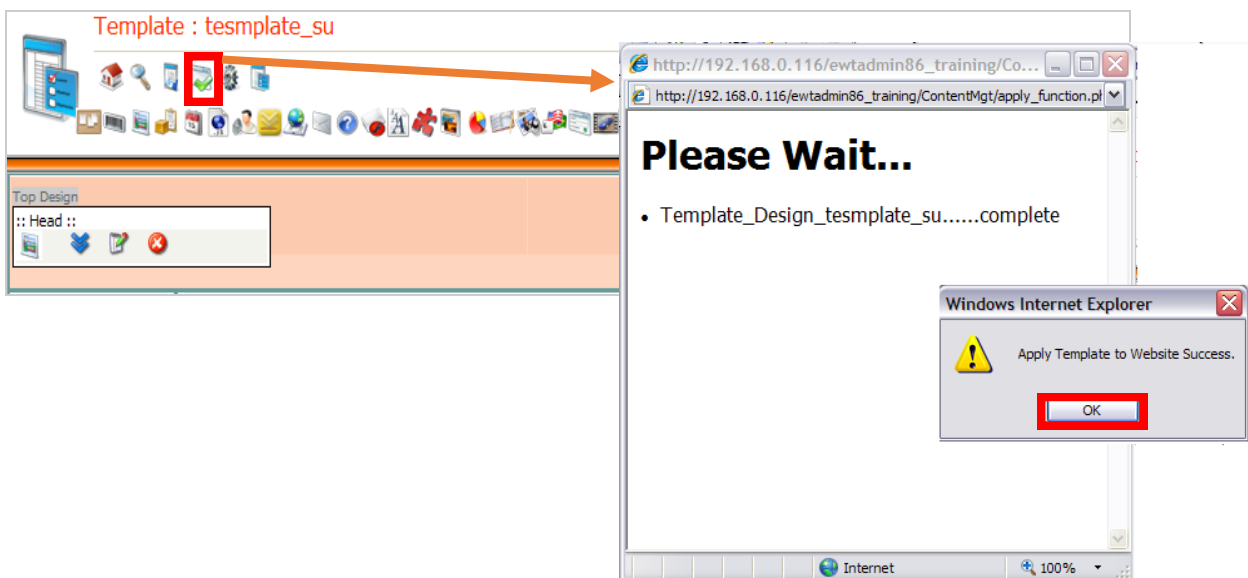 Template : tesmplate_su
Top Design
:: Head ::
http://192.168.0.116/ewtadmin86_training/Co...
http://192.168.0.116/ewtadmin86_training/ContentMgt/apply_function.ph
Please Wait...
• Template_Design_tesmplate_su......complete
Windows Internet Explorer
Apply Template to Website Success.
OK
Internet
100%